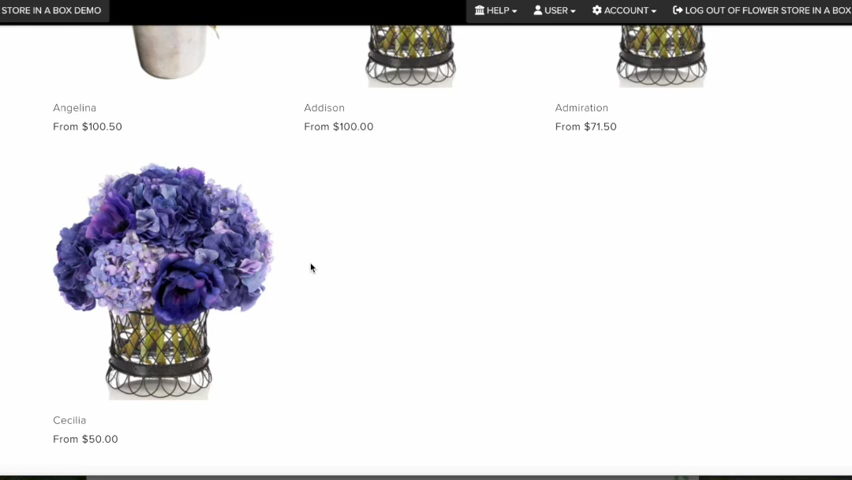 STORE IN A BOX DEMO
HELP
USER
ACCOUNT
LOG OUT OF FLOWER STORE IN A BOX
Angelina
Addison
Admiration
From $100.50
From $100.00
From $71.50
Cecilia
From $50.00